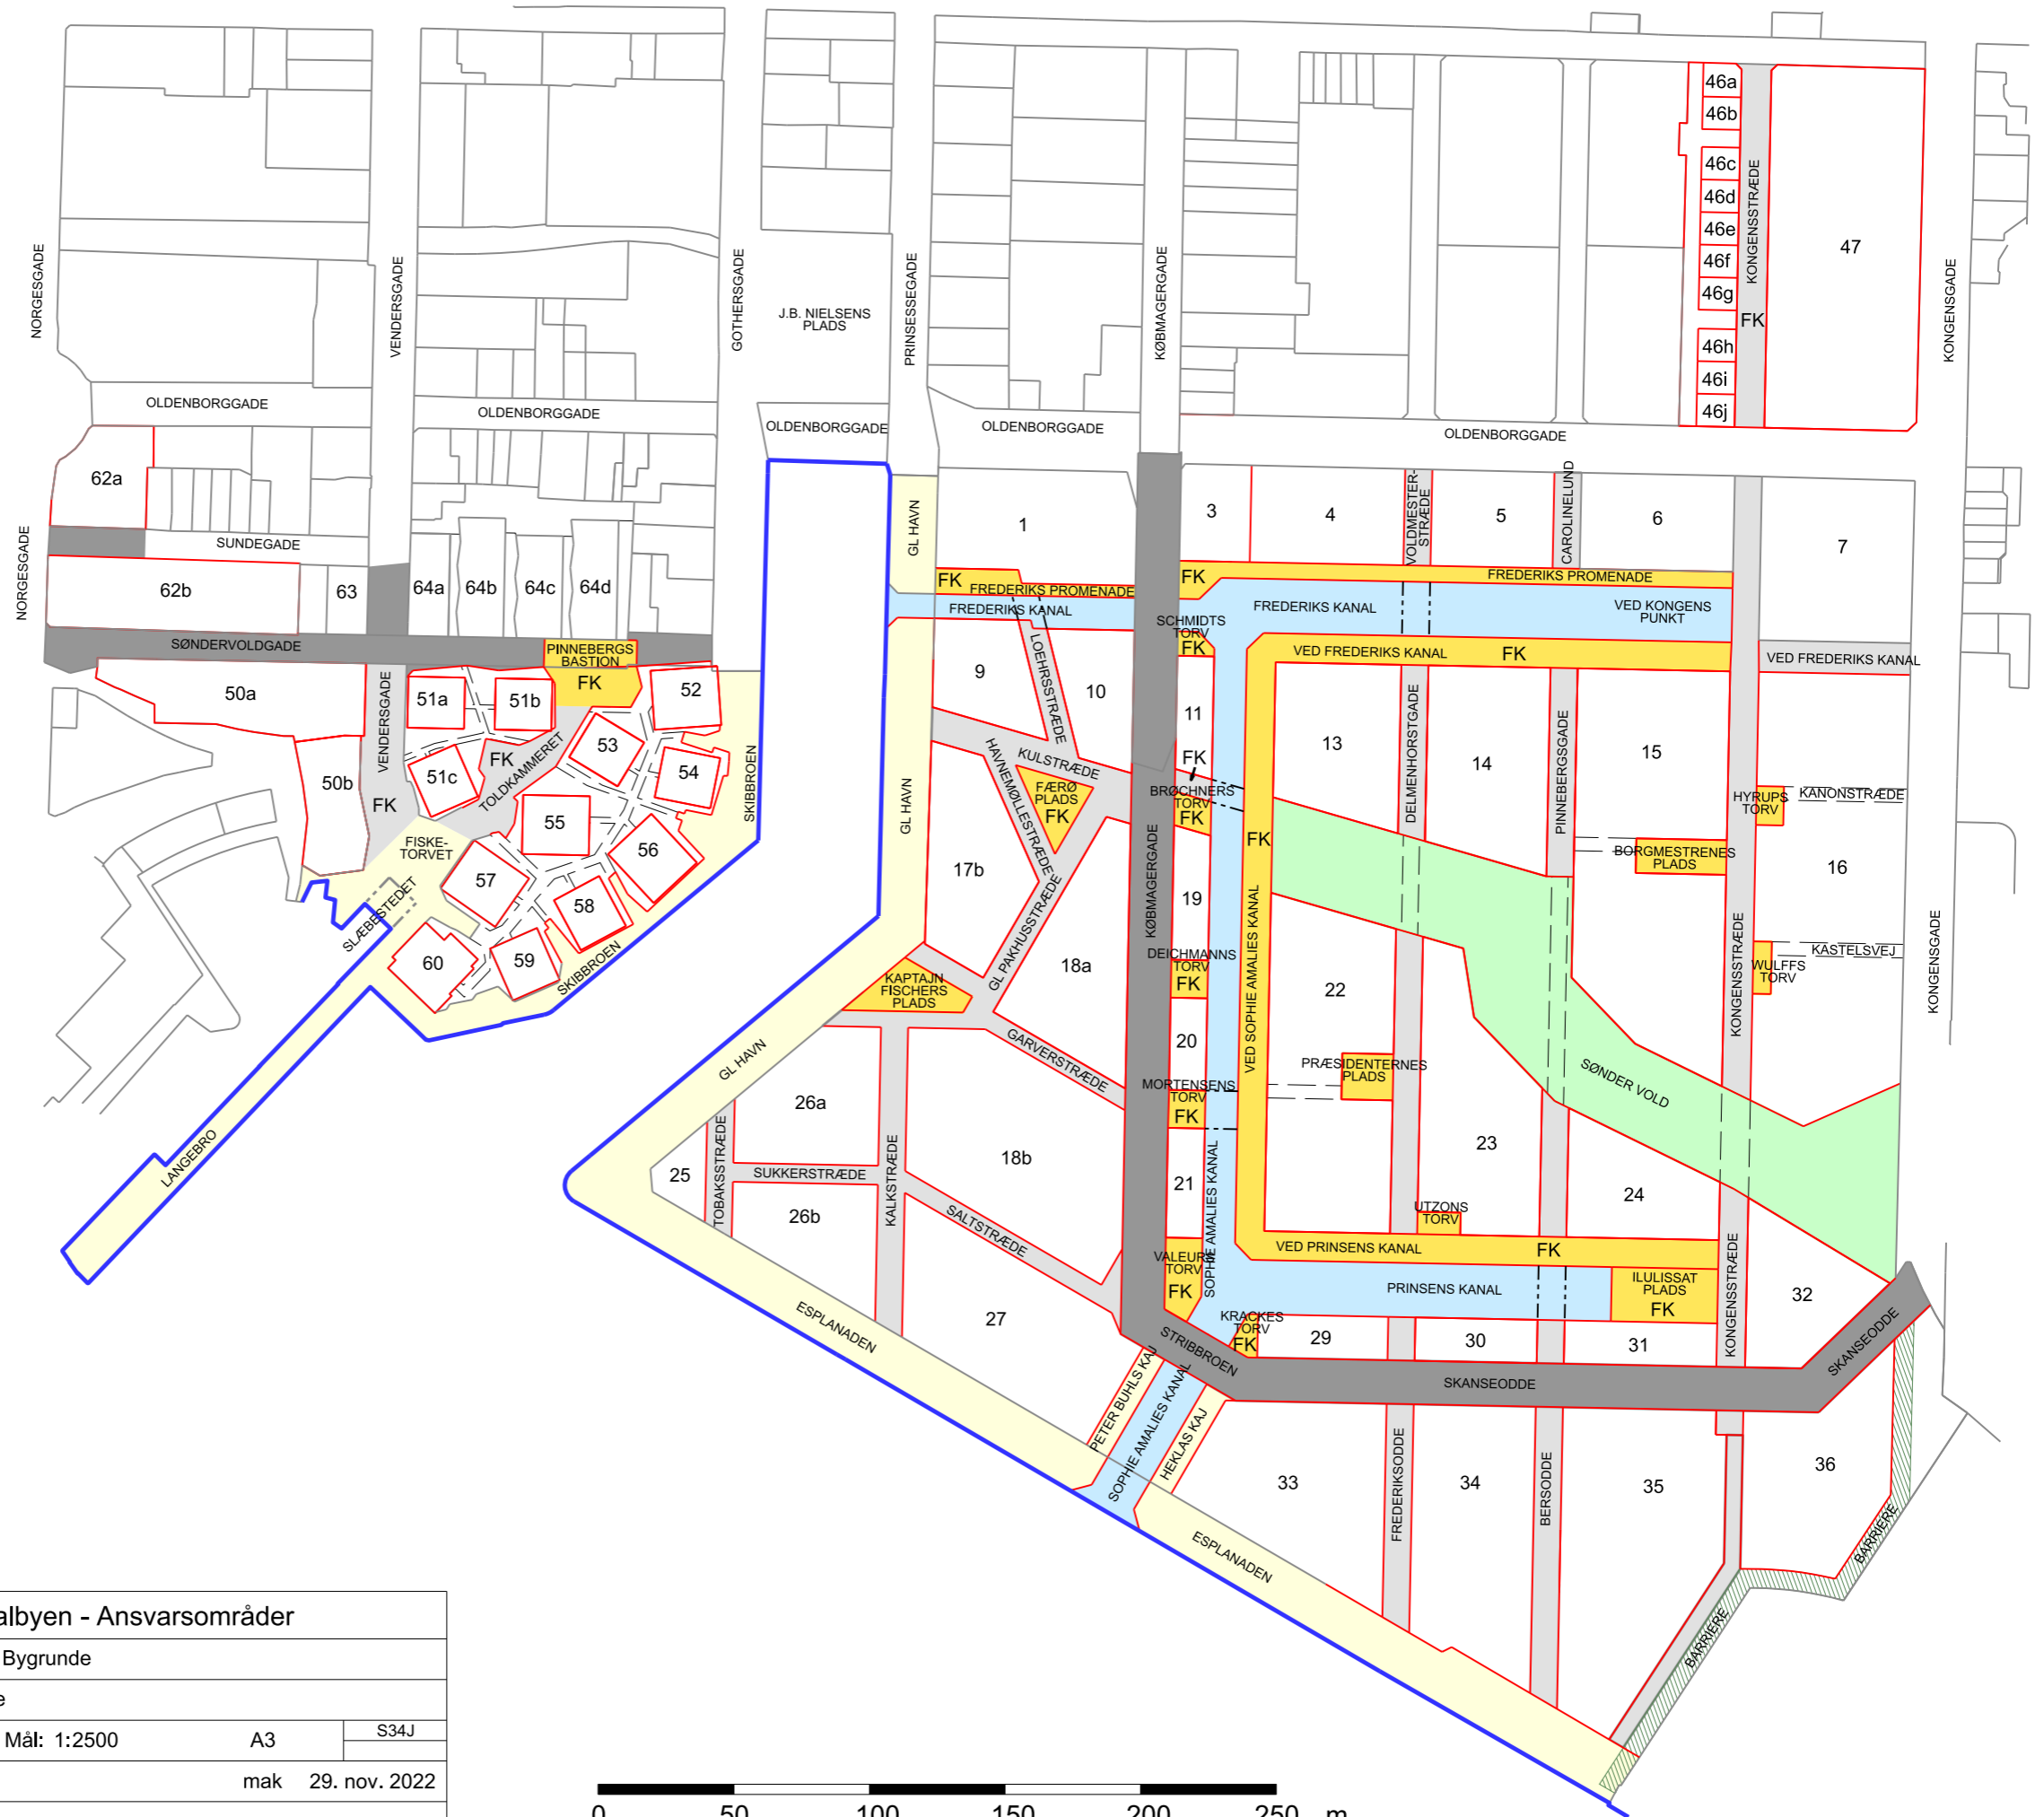 46a
46b
46c
46d
46e
46f
46g
46h
46i
46j
KONGENSSTRÆDE
FK
47
NORGESGADE
VENDERSGADE
GOTHERSGADE
J.B. NIELSENS
PLADS
PRINSESSEGADE
KØBMAGERGADE
KONGENSGADE
OLDENBORGGADE
OLDENBORGGADE
OLDENBORGGADE
OLDENBORGGADE
OLDENBORGGADE
62a
NORGESGADE
SUNDEGADE
62b
63
64a
64b
64c
64d
SØNDERVOLDGADE
PINNEBERGS
BASTION
FK
GL HAVN
1
3
4
VOLDMESTER-
STRÆDE
5
CAROLINELUND
6
7
FK
FREDERIKS PROMENADE
FK
FREDERIKS PROMENADE
FREDERIKS KANAL
FREDERIKS KANAL
VED KONGENS
PUNKT
SCHMIDTS
TORV
FK
VED FREDERIKS KANAL
FK
VED FREDERIKS KANAL
50a
50b
VENDERSGADE
FK
51a
51b
51c
FK
TOLDKAMMERET
52
53
54
55
56
57
58
59
60
SKIBBROEN
SKIBBROEN
FISKE-
TORVET
SLÆBESTEDET
LANGEBRO
9
LOEHRSSTRÆDE
10
11
FK
KULSTRÆDE
HAVNEMØLLESTRÆDE
FÆRØ
PLADS
FK
BRØCHNERS
TORV
FK
13
DELMENHORSTGADE
14
PINNEBERGSGADE
15
HYRUPS
TORV
KANONSTRÆDE
BORGMESTRENES
PLADS
16
GL HAVN
17b
GL PAKHUSSTRÆDE
18a
KØBMAGERGADE
19
FK
VED SOPHIE AMALIES KANAL
DEICHMANNS
TORV
FK
22
KONGENSSTRÆDE
WULFFS
TORV
KASTELSVEJ
KONGENSGADE
KAPTAJN
FISCHERS
PLADS
GARVERSTRÆDE
20
PRÆSIDENTERNES
PLADS
SØNDER VOLD
GL HAVN
MORTENSENS
TORV
FK
26a
TOBAKSSTRÆDE
25
SUKKERSTRÆDE
26b
KALKSTRÆDE
18b
SALTSTRÆDE
21
SOPHIE AMALIES KANAL
23
24
UTZONS
TORV
VALEURS
TORV
FK
VED PRINSENS KANAL
FK
PRINSENS KANAL
ILULISSAT
PLADS
FK
KONGENSSTRÆDE
32
ESPLANADEN
27
KRACKES
TORV
FK
29
30
31
STRIBBROEN
SKANSEODDE
SKANSEODDE
PETER BUHLS KAJ
SOPHIE AMALIES KANAL
HEKLAS KAJ
33
FREDERIKSODDE
34
BERSODDE
35
36
BARRIERE
ESPLANADEN
BARRIERE
albyen - Ansvarsområder
Bygrunde
e
Mål: 1:2500 A3 S34J
mak 29. nov. 2022
0 50 100 150 200 250 m